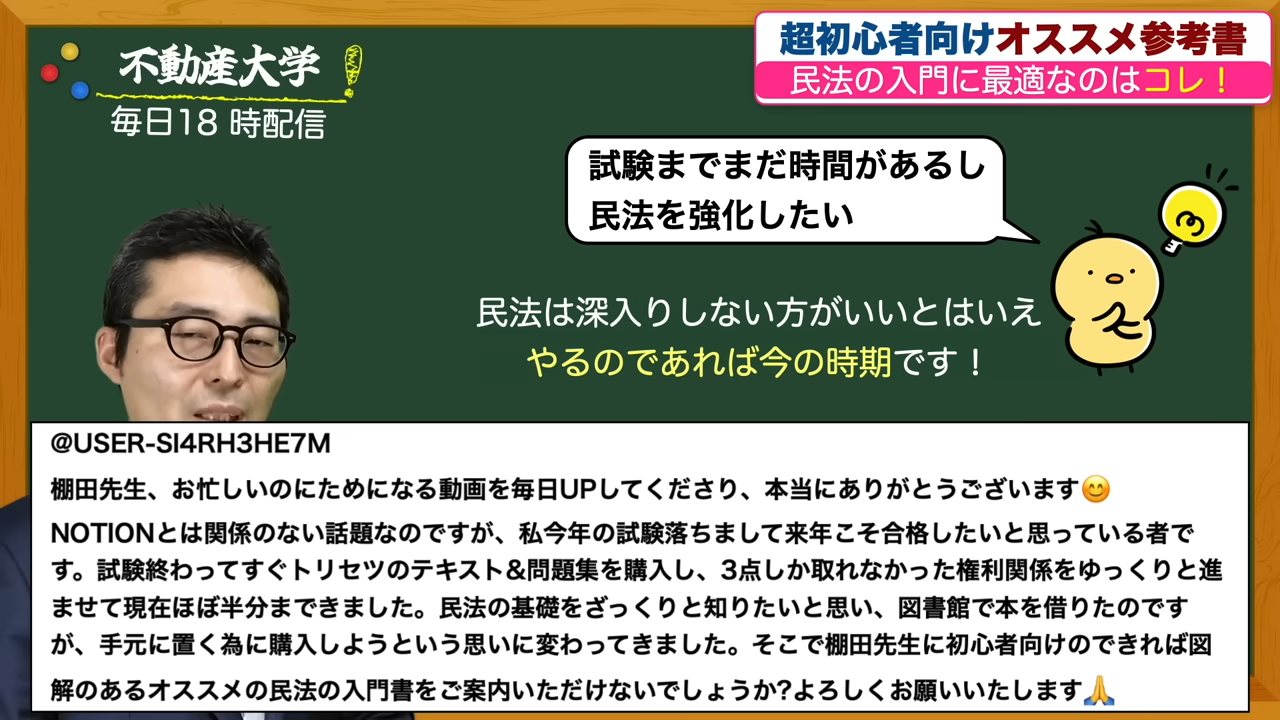 不動産大学!
毎日18時配信
超初心者向けオススメ参考書
民法の入門に最適なのはコレ！
試験までまだ時間があるし
民法を強化したい
民法は深入りしない方がいいとはいえ
やるのであれば今の時期です！
@USER-SI4RH3HE7M
棚田先生、お忙しいのにためになる動画を毎日UPしてくださり、本当にありがとうございます😊
NOTIONとは関係のない話題なのですが、私今年の試験落ちまして来年こそ合格したいと思っている者で
す。試験終わってすぐトリセツのテキスト&問題集を購入し、3点しか取れなかった権利関係をゆっくりと進
ませて現在ほぼ半分まできました。民法の基礎をざっくりと知りたいと思い、図書館で本を借りたのです
が、手元に置く為に購入しようという思いに変わってきました。そこで棚田先生に初心者向けのできれば図
解のあるオススメの民法の入門書をご案内いただけないでしょうか?よろしくお願いいたします🙏